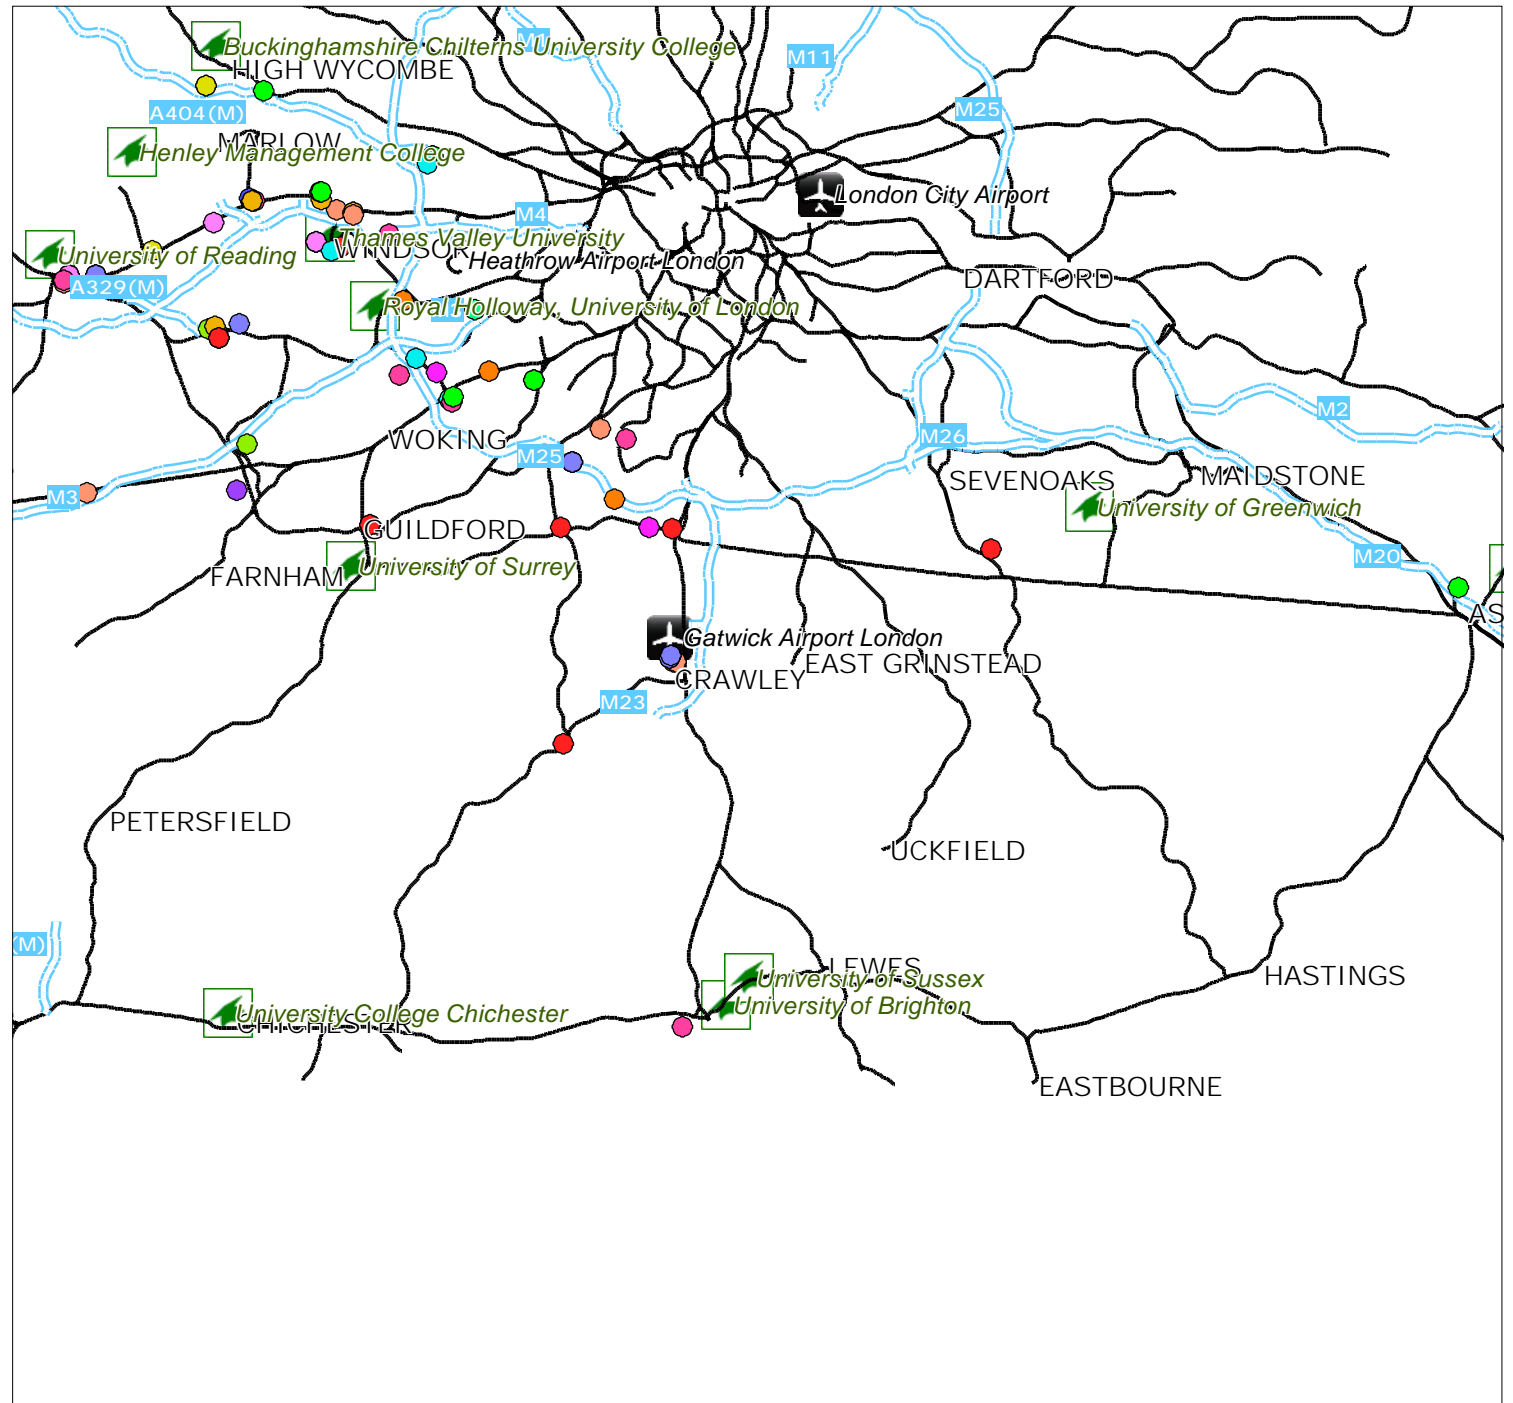 Buckinghamshire Chilterns University College
M11
HIGH WYCOMBE
A404(M)
M25
MARLOW
Henley Management College
London City Airport
M4
Thames Valley University
WINDSOR
University of Reading
Heathrow Airport London
DARTFORD
A329(M)
Royal Holloway, University of London
M2
WOKING
M26
M25
SEVENOAKS
MAIDSTONE
M3
University of Greenwich
GUILDFORD
M20
University of Surrey
FARNHAM
AS
Gatwick Airport London
EAST GRINSTEAD
CRAWLEY
M23
PETERSFIELD
UCKFIELD
(M)
LEWES
University of Sussex
HASTINGS
University of Brighton
University College Chichester
CHICHESTER
EASTBOURNE